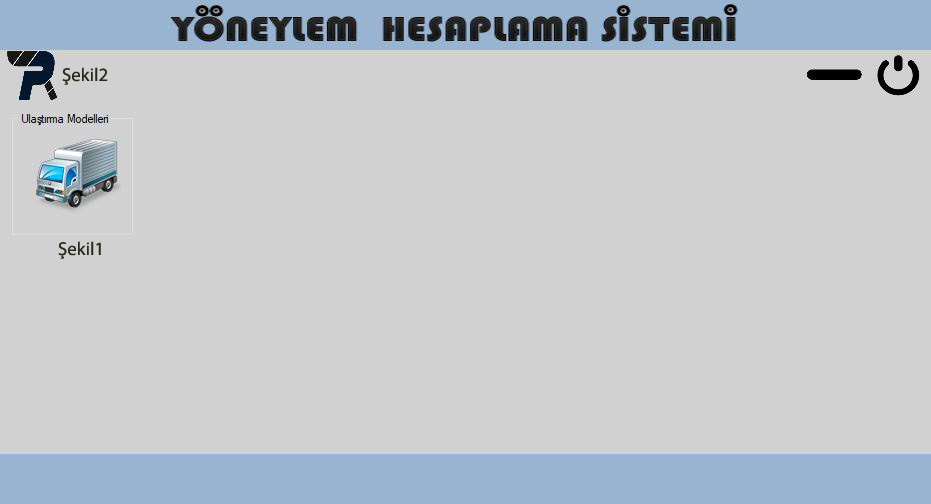 YÖNEYLEM HESAPLAMA SİSTEMİ
Şekil2
Ulaştırma Modelleri
Şekil1